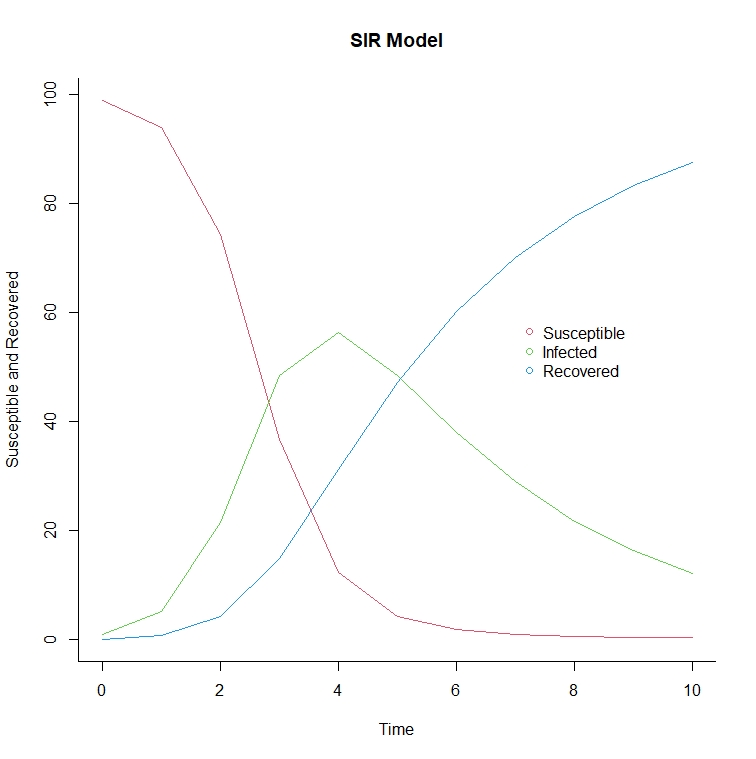 SIR Model
100
80
60
40
20
0
Susceptible and Recovered
Susceptible
Infected
Recovered
0 2 4 6 8 10
Time